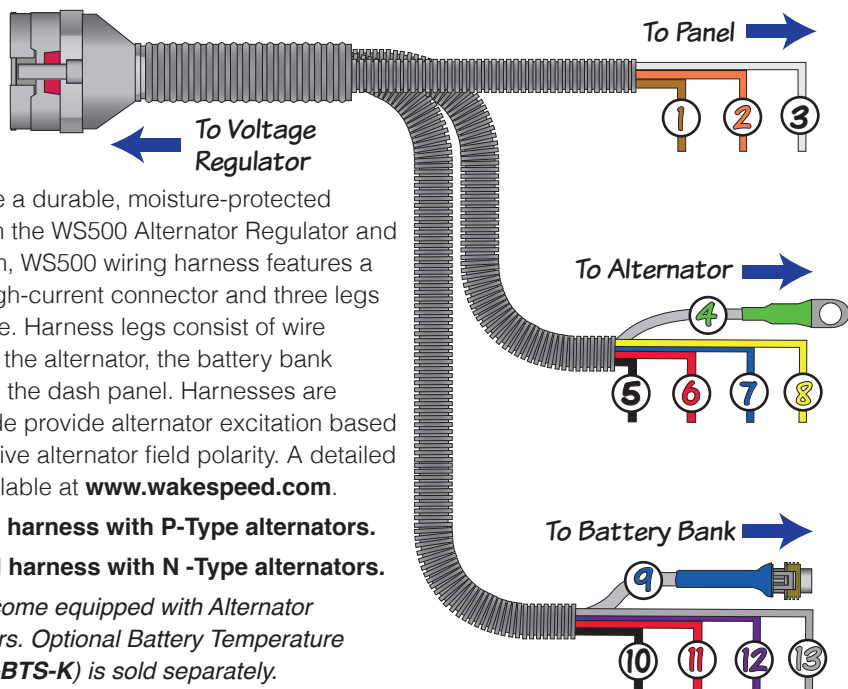 To Panel
1 2 3
To Voltage
Regulator
e a durable, moisture-protected
n the WS500 Alternator Regulator and
n, WS500 wiring harness features a
gh-current connector and three legs
e. Harness legs consist of wire
the alternator, the battery bank
the dash panel. Harnesses are
de provide alternator excitation based
ive alternator field polarity. A detailed
ilable at www.wakespeed.com.
harness with P-Type alternators.
l harness with N -Type alternators.
come equipped with Alternator
rs. Optional Battery Temperature
-BTS-K) is sold separately.
To Alternator
4
5 6 7 8
To Battery Bank
9
10 11 12 13